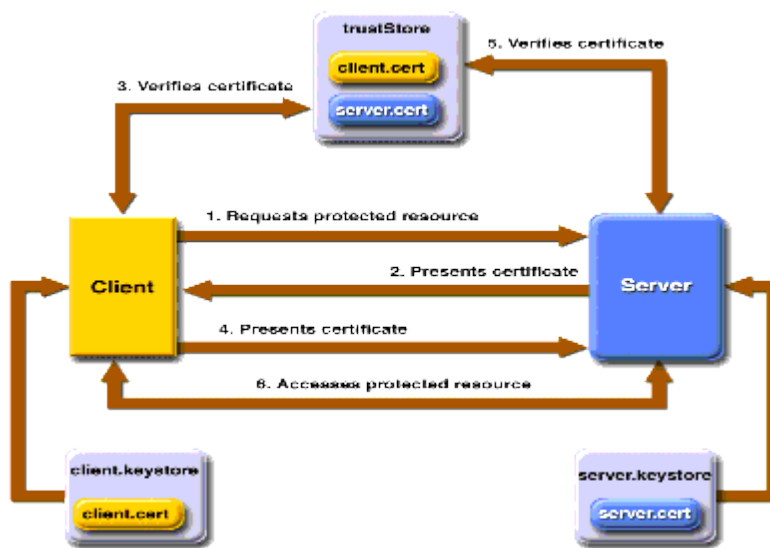 trustStore
5. Verifies certificate
client.cert
3. Verifies certificate
server.cert
1. Requests protected resource
2. Presents certificate
Client
Server
4. Presents certificate
6. Accesses protected resource
client.keystore
client.cert
server.keystore
server.cert